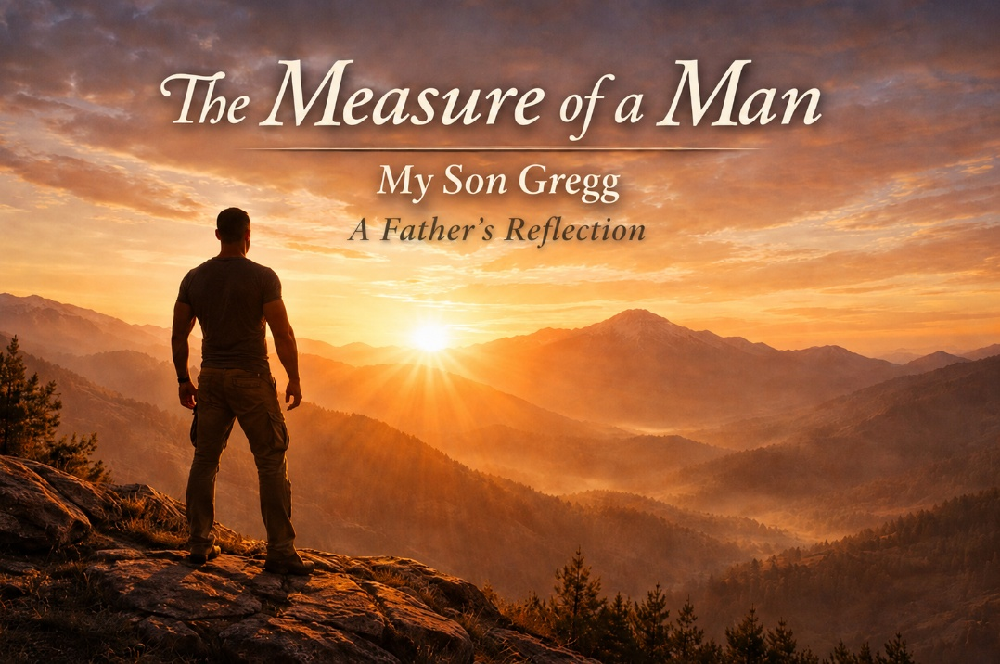 The Measure of a Man
My Son Gregg
A Father’s Reflection